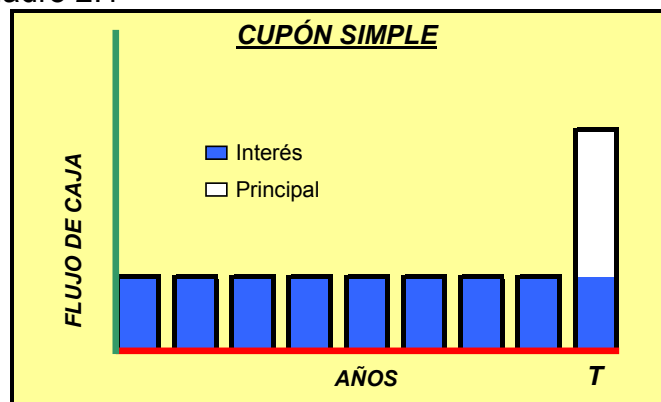 CUPÓN SIMPLE
Interés
Principal
FLUJO DE CAJA
AÑOS
T